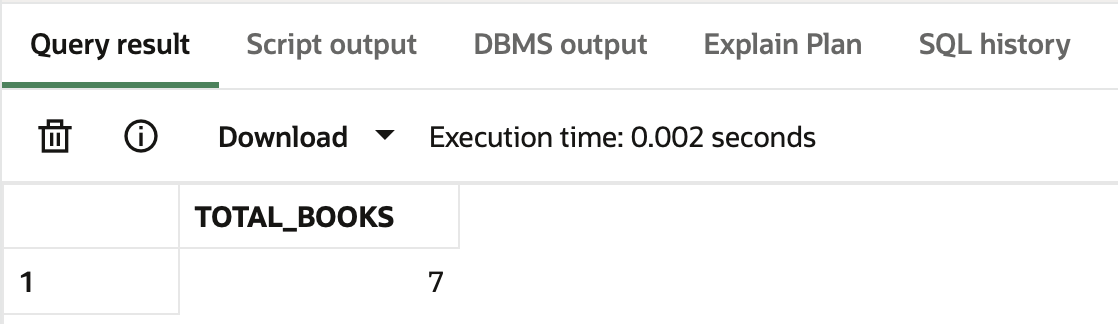 Query result Script output DBMS output Explain Plan SQL history
Download Execution time: 0.002 seconds
TOTAL_BOOKS
1 7